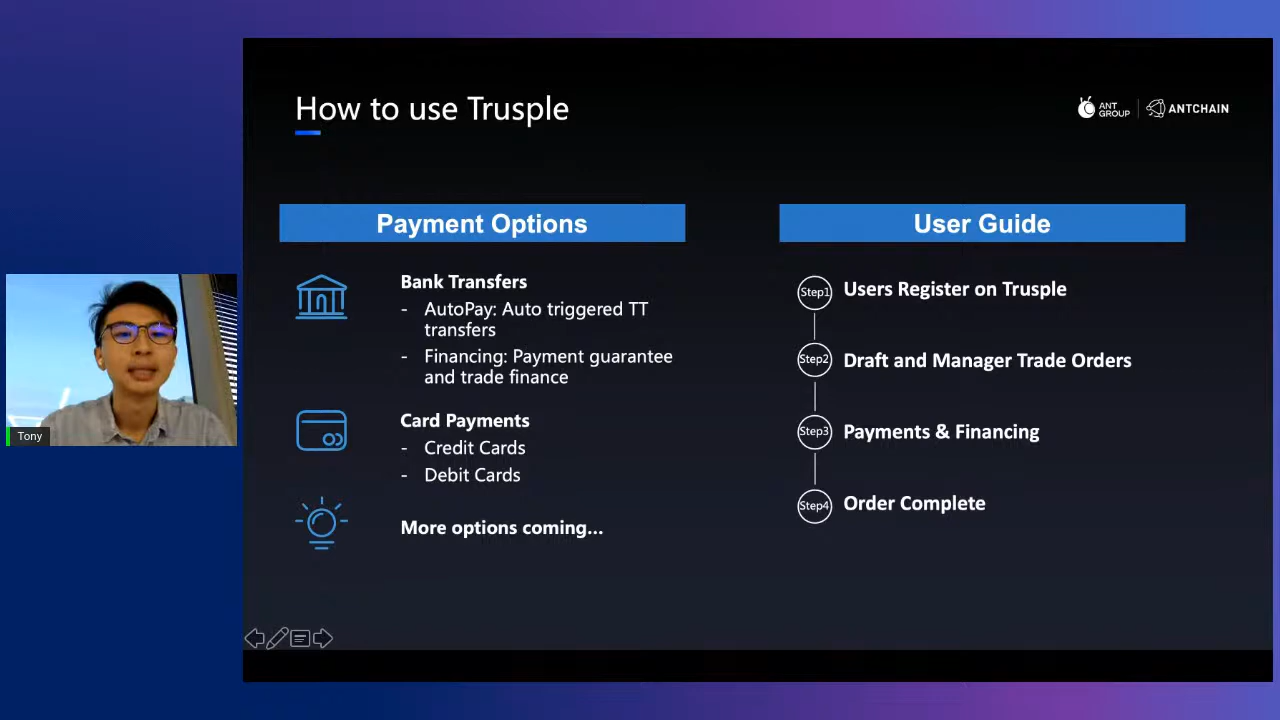 How to use Trusple
ANT
GROUP
ANTCHAIN
Payment Options
Bank Transfers
- AutoPay: Auto triggered TT
transfers
- Financing: Payment guarantee
and trade finance
Card Payments
- Credit Cards
- Debit Cards
More options coming...
User Guide
Step1 Users Register on Trusple
Step2 Draft and Manager Trade Orders
Step3 Payments & Financing
Step4 Order Complete
Tony